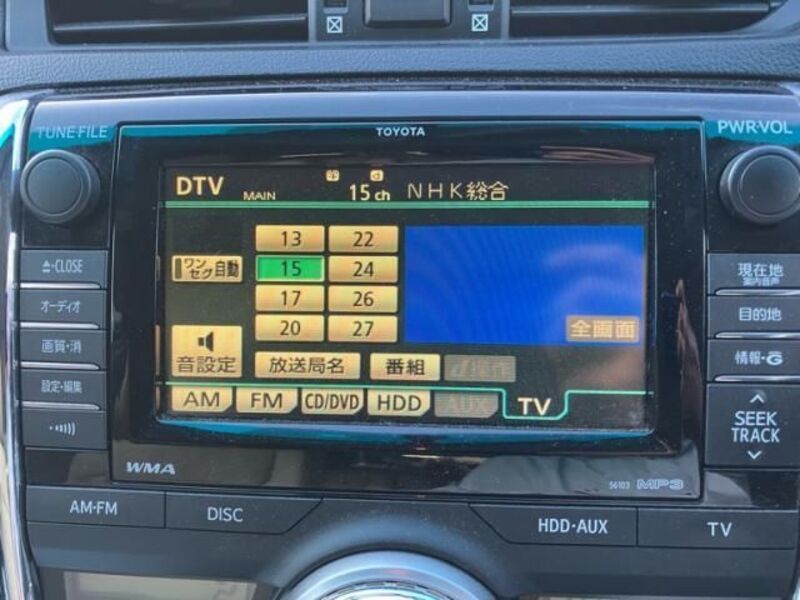 TUNE·FILE
TOYOTA
PWR·VOL
DTV
MAIN
15ch
NHK総合
13
22
15
24
17
26
20
27
ワンセグ自動
全画面
音設定
放送局名
番組
AM
FM
CD/DVD
HDD
AUX
TV
CLOSE
オーディオ
画質・消
設定・編集
現在地
案内音声
目的地
情報・G
SEEK
TRACK
WMA
56103
MP3
AM・FM
DISC
HDD・AUX
TV